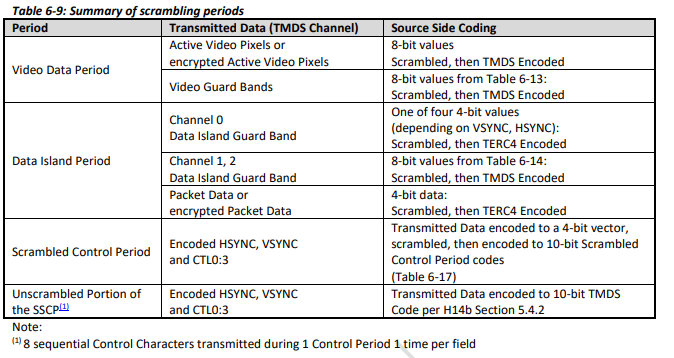 Table 6-9: Summary of scrambling periods
Period Transmitted Data (TMDS Channel) Source Side Coding
Video Data Period
Active Video Pixels or
encrypted Active Video Pixels
8-bit values
Scrambled, then TMDS Encoded
Video Guard Bands
8-bit values from Table 6-13:
Scrambled, then TMDS Encoded
Data Island Period
Channel 0
Data Island Guard Band
One of four 4-bit values
(depending on VSYNC, HSYNC):
Scrambled, then TERC4 Encoded
Channel 1, 2
Data Island Guard Band
8-bit values from Table 6-14:
Scrambled, then TMDS Encoded
Packet Data or
encrypted Packet Data
4-bit data:
Scrambled, then TERC4 Encoded
Scrambled Control Period
Encoded HSYNC, VSYNC
and CTL0:3
Transmitted Data encoded to a 4-bit vector,
scrambled, then encoded to 10-bit Scrambled
Control Period codes
(Table 6-17)
Unscrambled Portion of
the SSCP(1)
Encoded HSYNC, VSYNC
and CTL0:3
Transmitted Data encoded to 10-bit TMDS
Code per H14b Section 5.4.2
Note:
(1) 8 sequential Control Characters transmitted during 1 Control Period 1 time per field